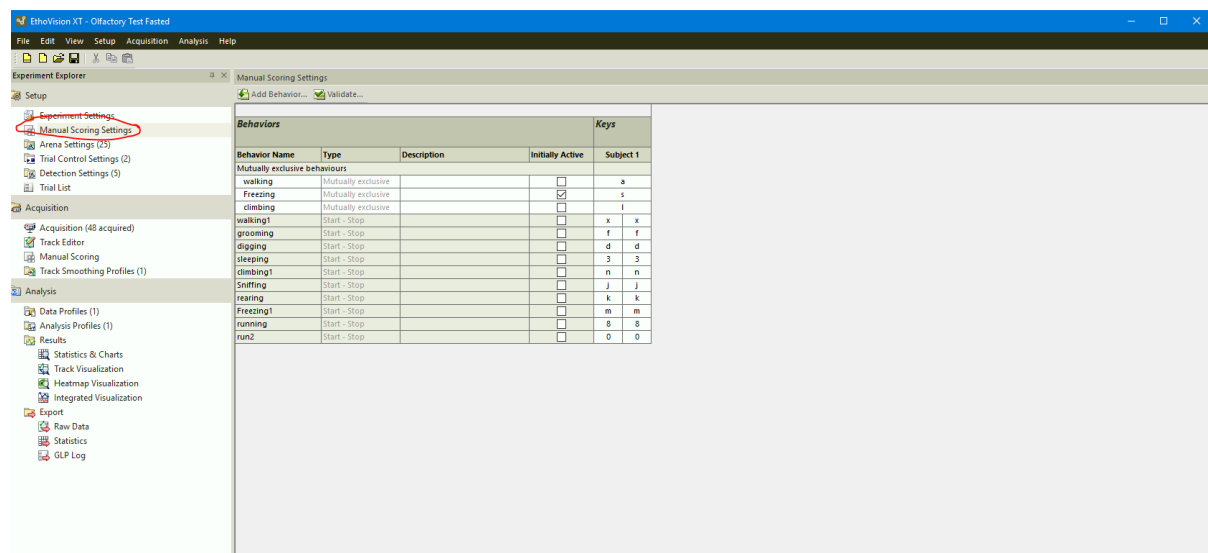 EthoVision XT - Olfactory Test Fasted
File Edit View Setup Acquisition Analysis Help
Experiment Explorer
Setup
Experiment Settings
Manual Scoring Settings
Arena Settings (25)
Trial Control Settings (2)
Detection Settings (5)
Trial List
Acquisition
Acquisition (48 acquired)
Track Editor
Manual Scoring
Track Smoothing Profiles (1)
Analysis
Data Profiles (1)
Analysis Profiles (1)
Results
Statistics & Charts
Track Visualization
Heatmap Visualization
Integrated Visualization
Export
Raw Data
Statistics
GLP Log
Manual Scoring Settings
Add Behavior... Validate...
Behaviors Keys
Behavior Name Type Description Initially Active Subject 1
Mutually exclusive behaviours
walking Mutually exclusive a
Freezing Mutually exclusive s
climbing Mutually exclusive l
walking1 Start - Stop x x
grooming Start - Stop f f
digging Start - Stop d d
sleeping Start - Stop 3 3
climbing1 Start - Stop n n
Sniffing Start - Stop j j
rearing Start - Stop k k
Freezing1 Start - Stop m m
running Start - Stop 8 8
run2 Start - Stop 0 0